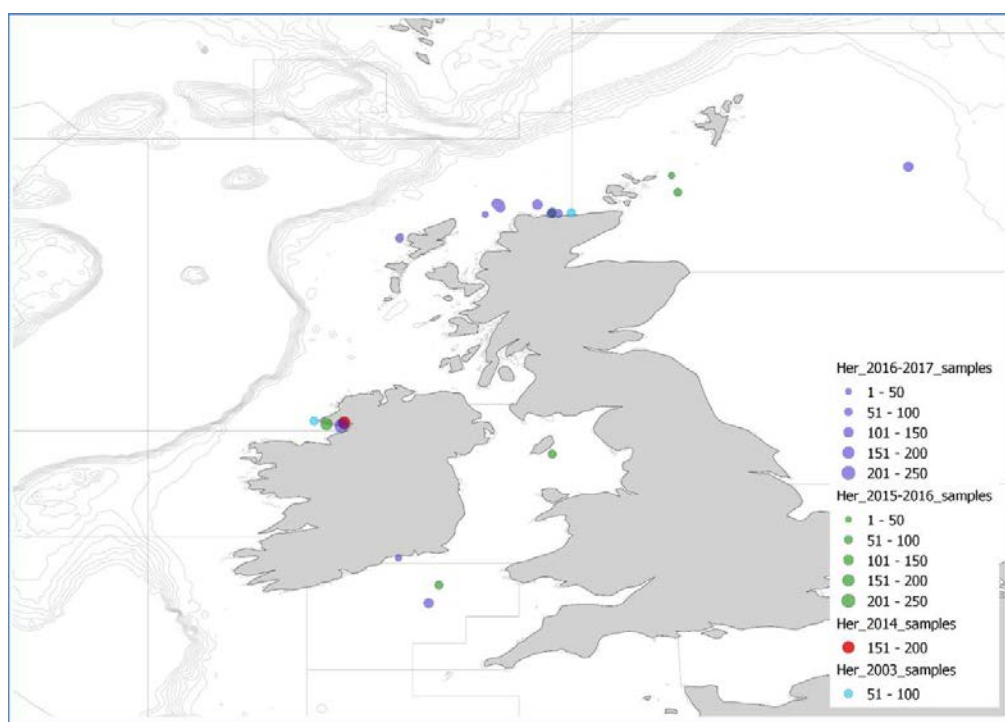 Her_2016-2017_samples
1 - 50
51 - 100
101 - 150
151 - 200
201 - 250
Her_2015-2016_samples
1 - 50
51 - 100
101 - 150
151 - 200
201 - 250
Her_2014_samples
151 - 200
Her_2003_samples
51 - 100